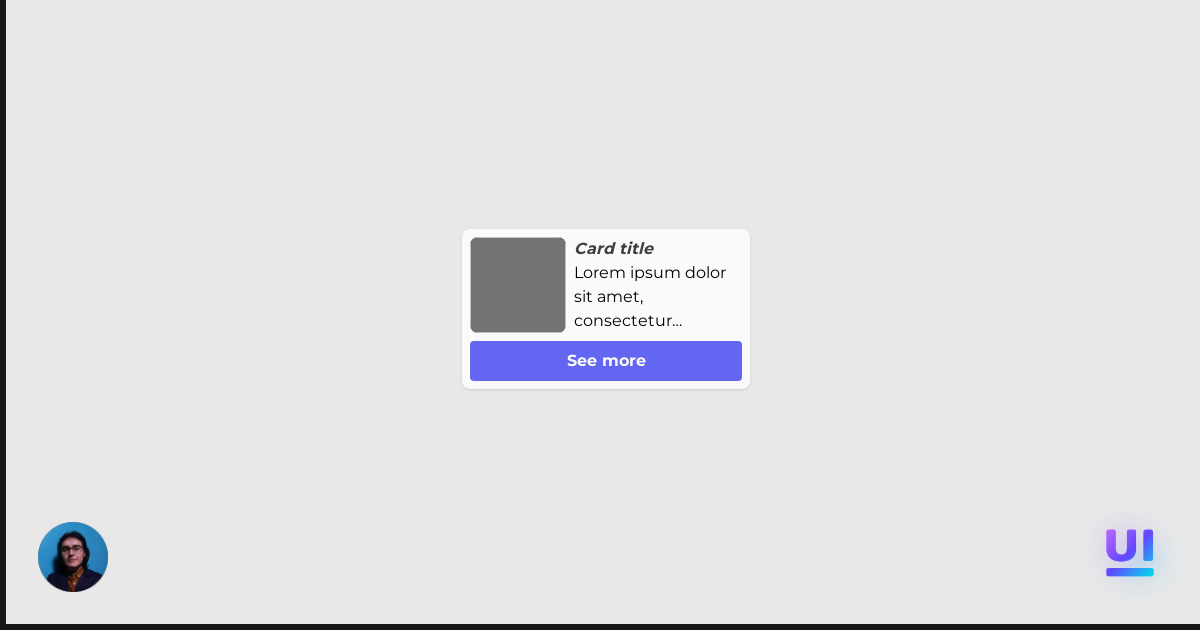 Card title
Lorem ipsum dolor
sit amet,
consectetur...
See more
UI